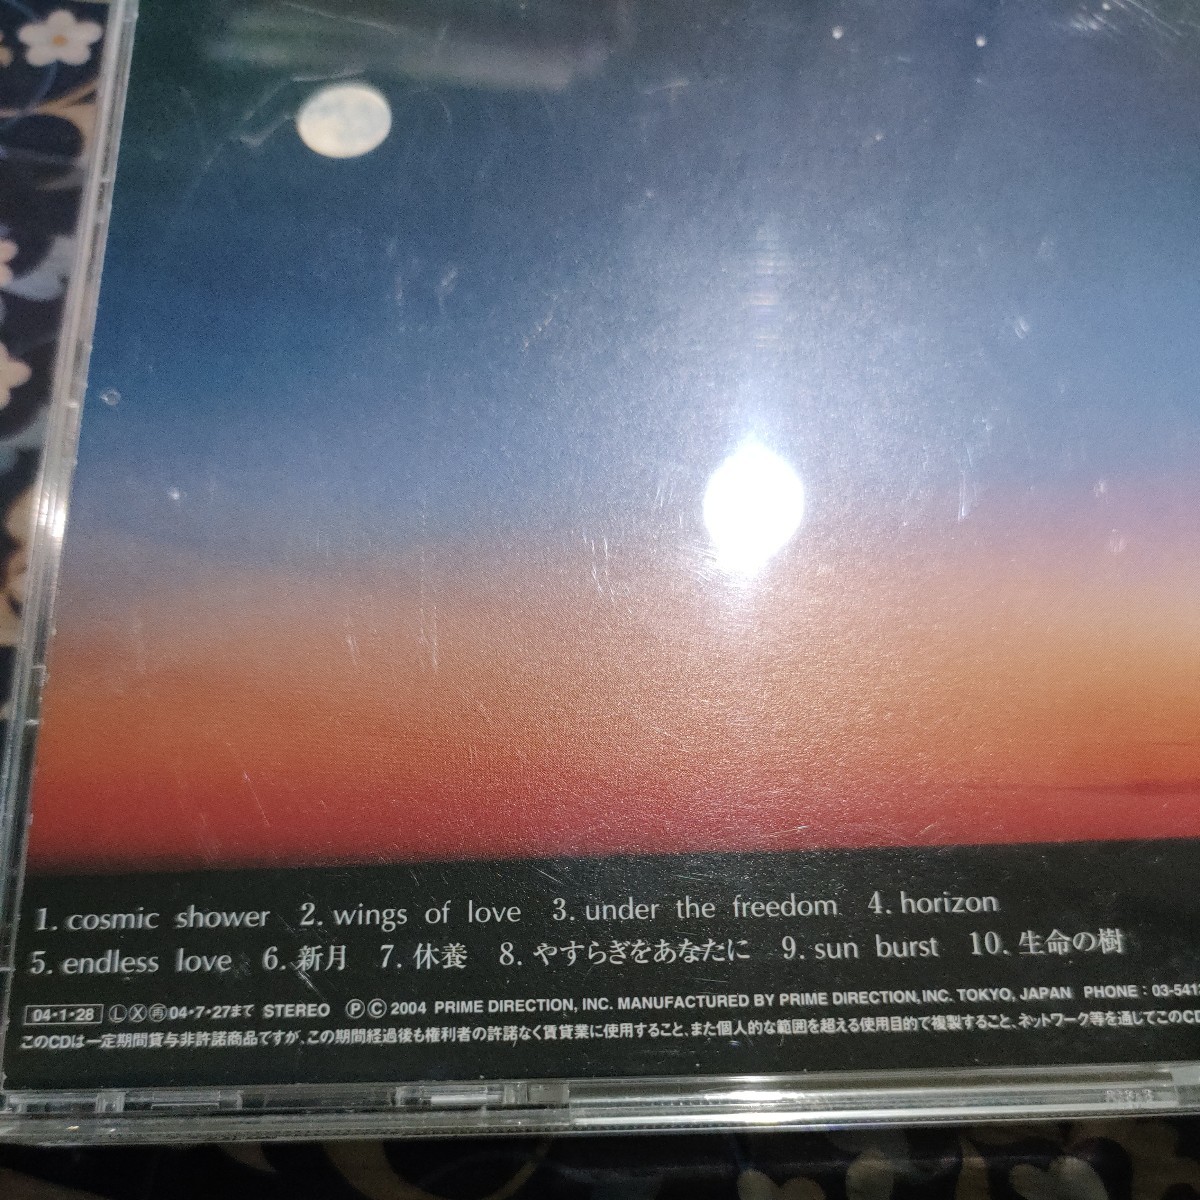 1. cosmic shower 2. wings of love 3. under the freedom 4. horizon
5. endless love 6. 新月 7. 休養 8. やすらぎをあなたに 9. sun burst 10. 生命の樹
04・1・28 Ⓛ Ⓧ ㊥04・7・27まで STEREO ⓅⒸ 2004 PRIME DIRECTION, INC. MANUFACTURED BY PRIME DIRECTION, INC. TOKYO, JAPAN PHONE : 03-541
このCDは一定期間貸与非許諾商品ですが、この期間経過後も権利者の許諾なく賃貸業に使用すること、また個人的な範囲を超える使用目的で複製すること、ネットワーク等を通じてこのCD